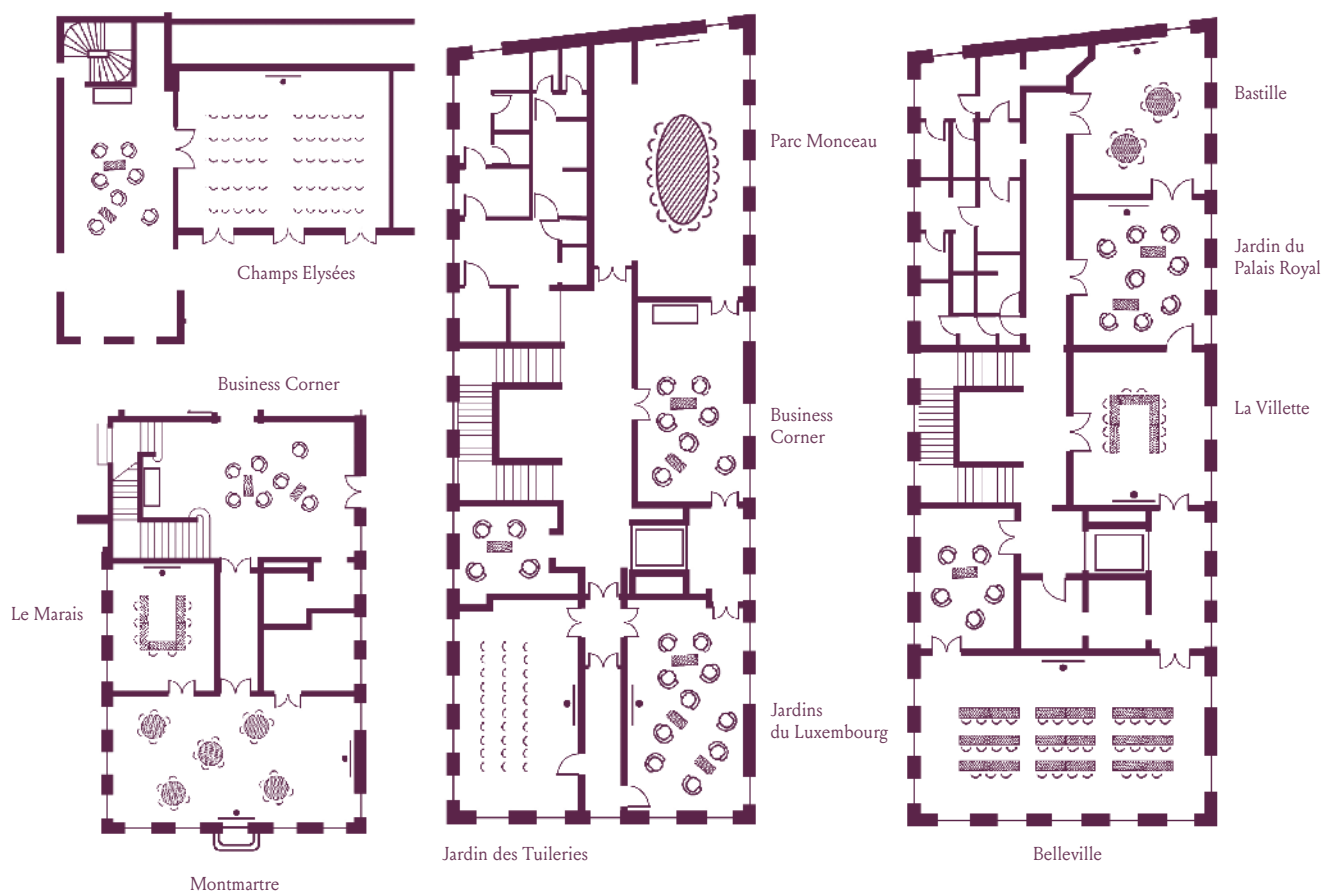 Champs Elysées
Business Corner
Le Marais
Montmartre
Parc Monceau
Business
Corner
Jardins
du Luxembourg
Jardin des Tuileries
Bastille
Jardin du
Palais Royal
La Villette
Belleville